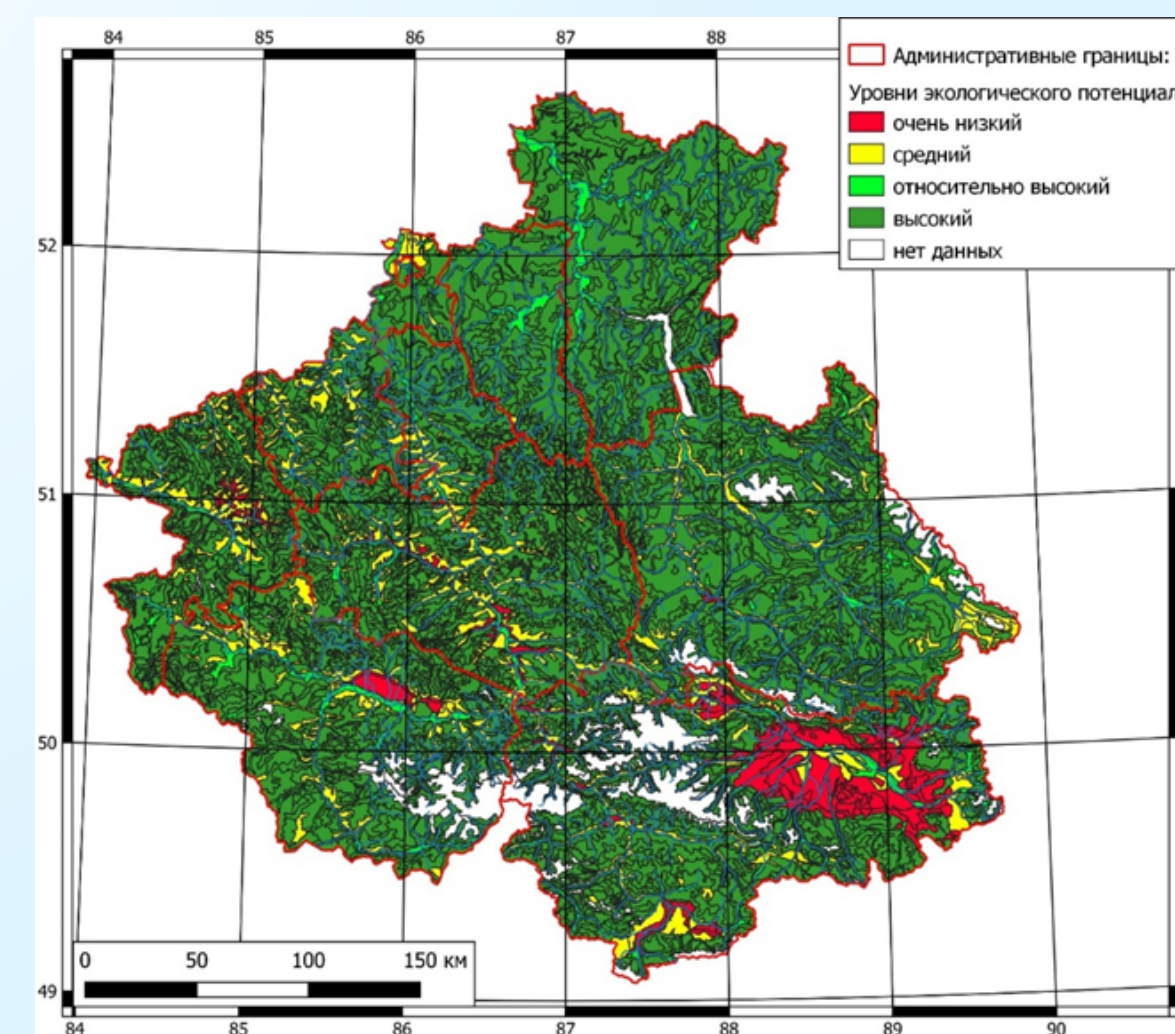 84 85 86 87 88
Административные границы:
Уровни экологического потенциал
очень низкий
средний
относительно высокий
высокий
нет данных
52
51
50
49
0 50 100 150 км
84 85 86 87 88 89 90